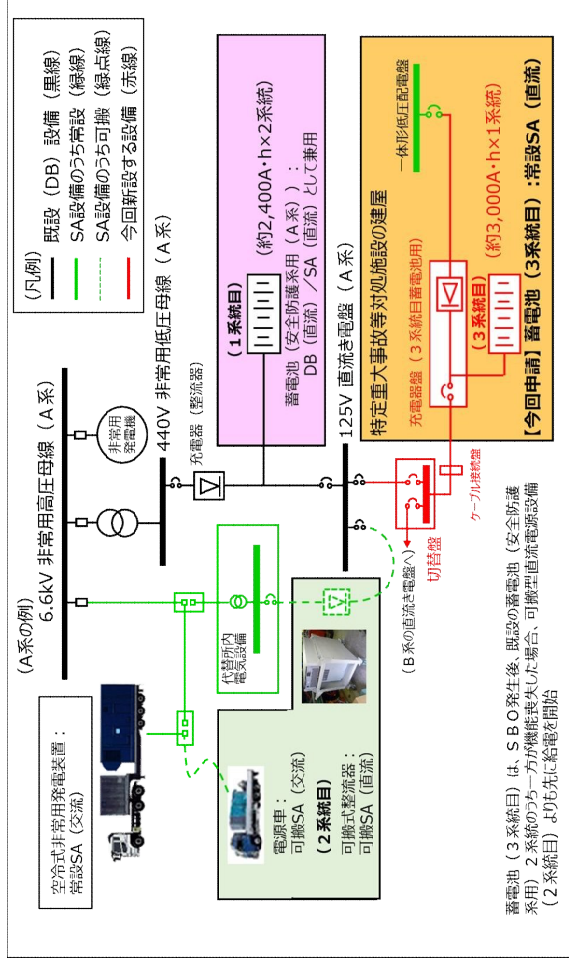 (A系の例)
6.6kV 非常用高圧母線(A系)
(凡例)
既設(DB)設備(黒線)
SA設備のうち常設(緑線)
SA設備のうち可搬(緑点線)
今回新設する設備(赤線)
空冷式非常用発電装置:
常設SA(交流)
非常用
発電機
440V 非常用低圧母線(A系)
充電器(整流器)
代替所内
電気設備
(1系統目)
(約2,400A・h×2系統)
蓄電池(安全防護系用(A系)):
DB(直流)/SA(直流)として兼用
電源車:
可搬SA(交流)
(2系統目)
可搬式整流器:
可搬SA(直流)
125V 直流き電盤(A系)
(B系の直流き電盤へ)
切替盤
ケーブル接続盤
特定重大事故等対処施設の建屋
充電器盤(3系統目蓄電池用)
一体形低圧配電盤
(3系統目)
(約3,000A・h×1系統)
【今回申請】蓄電池(3系統目):常設SA(直流)
蓄電池(3系統目)は、SBO発生後、既設の蓄電池(安全防護
系用)2系統のうち一方が機能喪失した場合、可搬型直流電源設備
(2系統目)よりも先に給電を開始